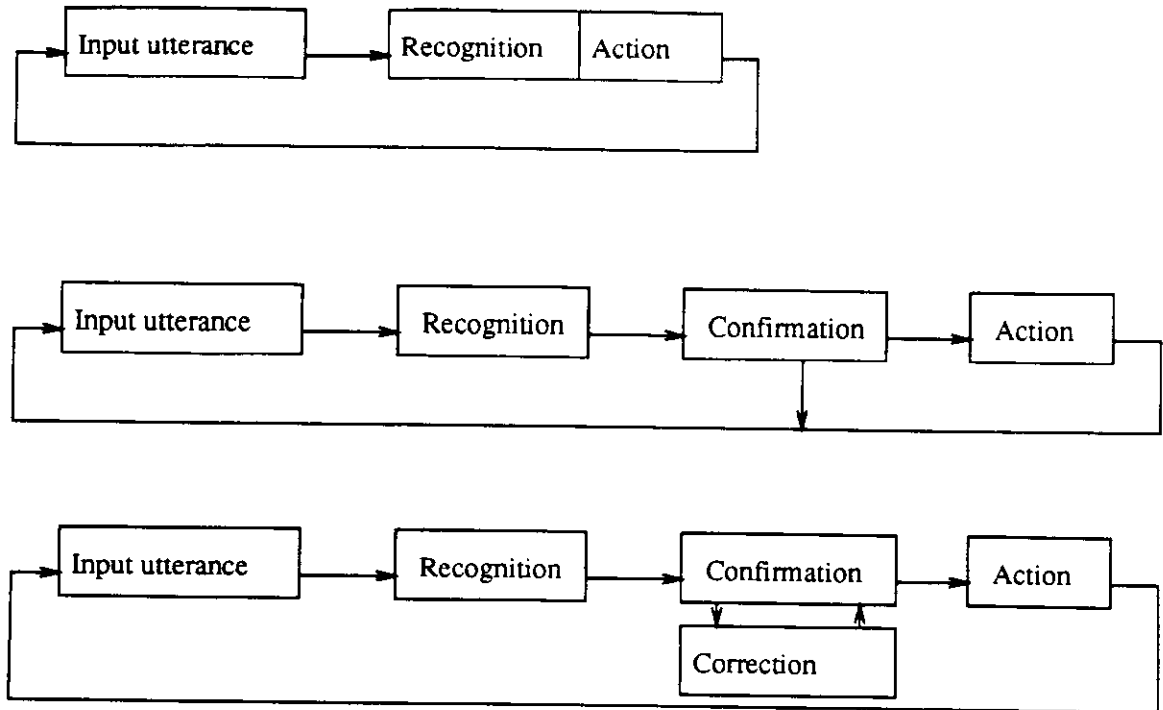 Input utterance
Recognition
Action
Input utterance
Recognition
Confirmation
Action
Input utterance
Recognition
Confirmation
Action
Correction